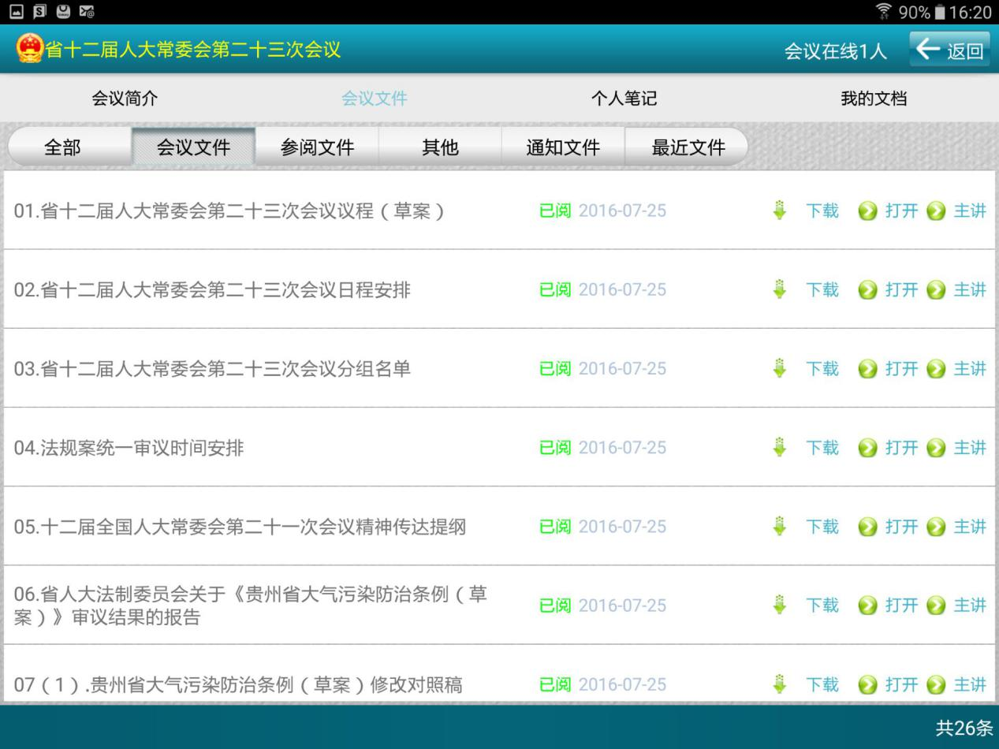 90% 16:20
省十二届人大常委会第二十三次会议 会议在线1人 返回
会议简介 会议文件 个人笔记 我的文档
全部 会议文件 参阅文件 其他 通知文件 最近文件
01.省十二届人大常委会第二十三次会议议程（草案） 已阅 2016-07-25 下载 打开 主讲
02.省十二届人大常委会第二十三次会议日程安排 已阅 2016-07-25 下载 打开 主讲
03.省十二届人大常委会第二十三次会议分组名单 已阅 2016-07-25 下载 打开 主讲
04.法规案统一审议时间安排 已阅 2016-07-25 下载 打开 主讲
05.十二届全国人大常委会第二十一次会议精神传达提纲 已阅 2016-07-25 下载 打开 主讲
06.省人大法制委员会关于《贵州省大气污染防治条例（草
案）》审议结果的报告 已阅 2016-07-25 下载 打开 主讲
07（1）.贵州省大气污染防治条例（草案）修改对照稿 已阅 2016-07-25 下载 打开 主讲
共26条